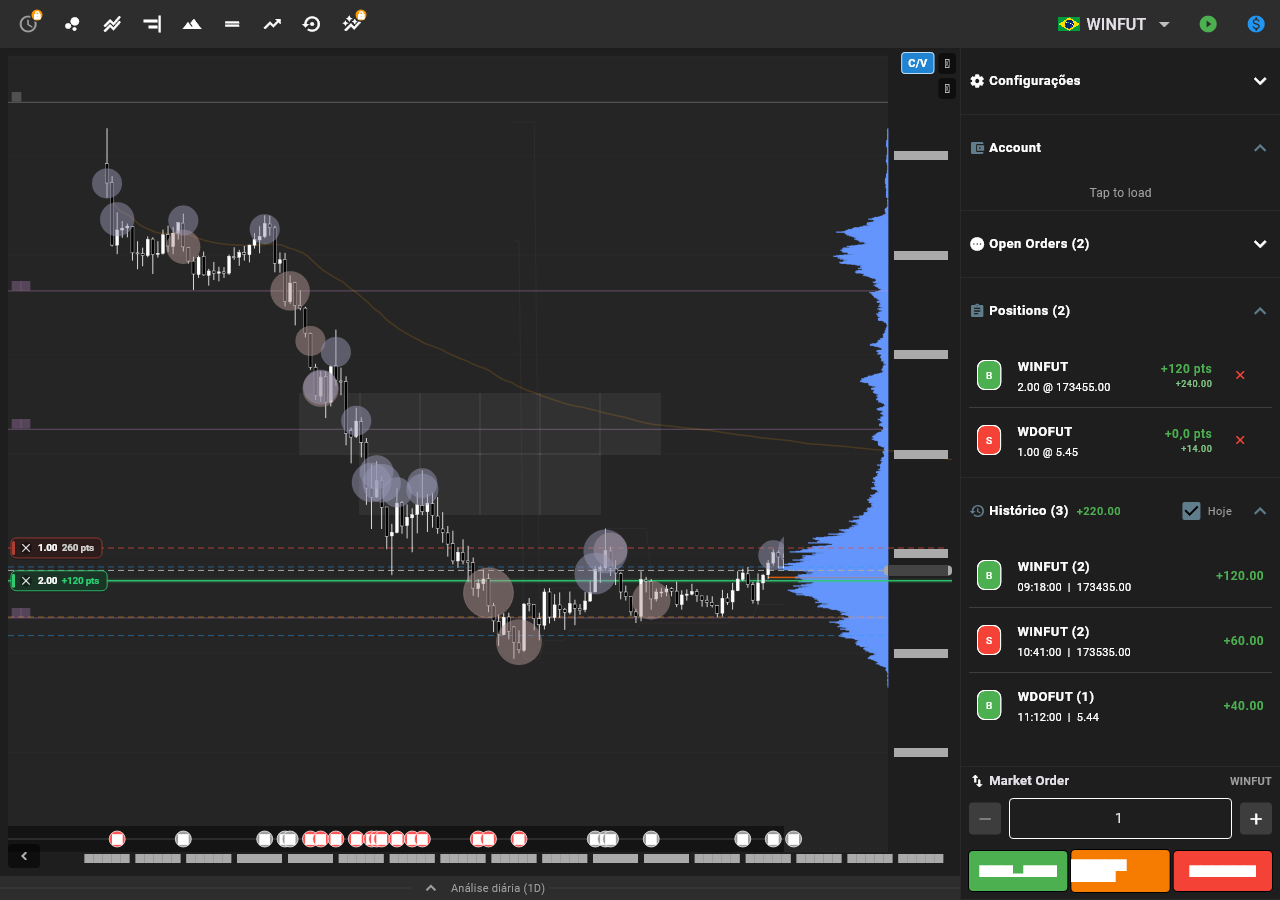 WINFUT
C/V
Configurações
Account
Tap to load
Open Orders (2)
Positions (2)
B
WINFUT
2.00 @ 173455.00
+120 pts
+240.00
S
WDOFUT
1.00 @ 5.45
+0,0 pts
+14.00
Histórico (3) +220.00
Hoje
B
WINFUT (2)
09:18:00 | 173435.00
+120.00
S
WINFUT (2)
10:41:00 | 173535.00
+60.00
B
WDOFUT (1)
11:12:00 | 5.44
+40.00
1.00 260 pts
2.00 +120 pts
Market Order
WINFUT
1
Análise diária (1D)